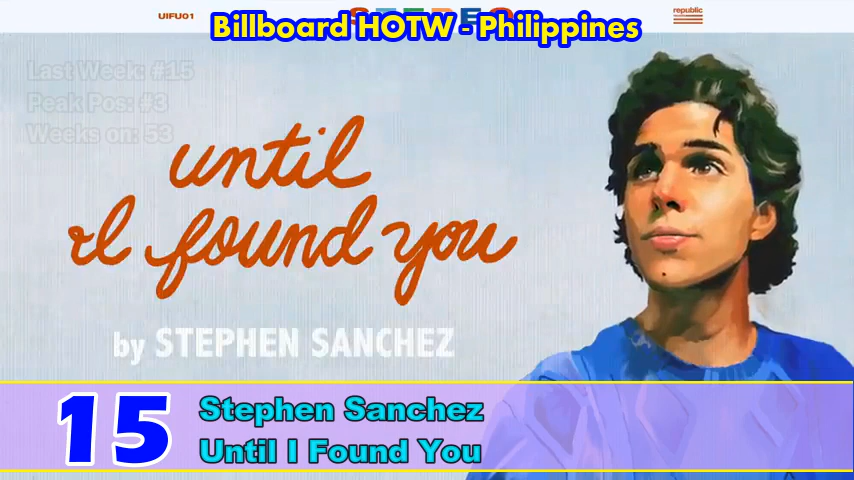 UIFU01
STEREO
republic
Billboard HOTW - Philippines
Last Week: #15
Peak Pos: #3
Weeks on: 53
until
I found you
by STEPHEN SANCHEZ
15
Stephen Sanchez
Until I Found You